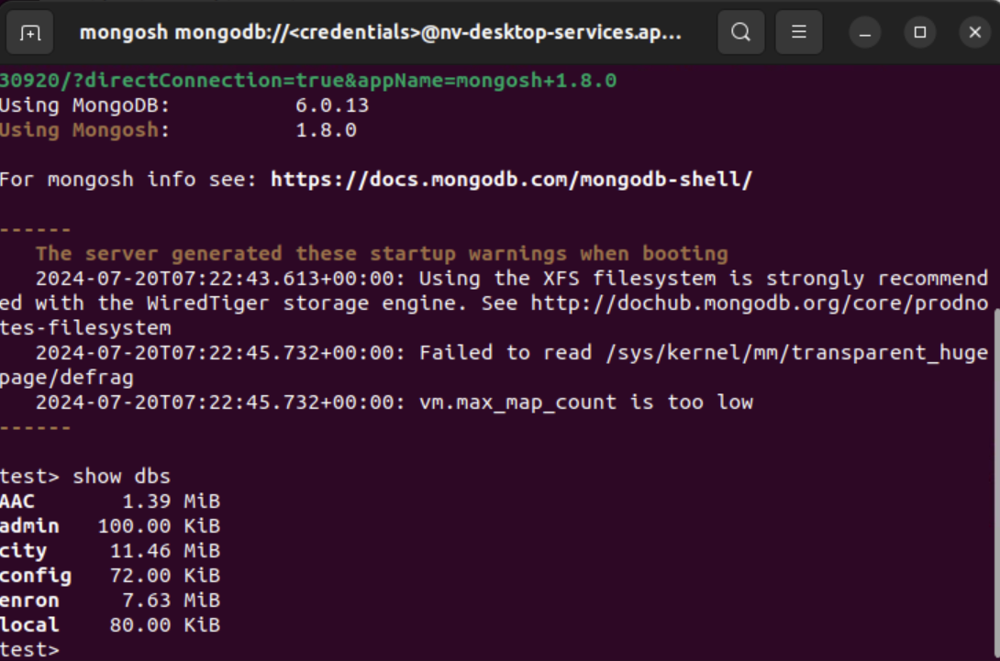 mongosh mongodb://<credentials>@nv-desktop-services.ap...
30920/?directConnection=true&appName=mongosh+1.8.0
Using MongoDB:          6.0.13
Using Mongosh:          1.8.0
For mongosh info see: https://docs.mongodb.com/mongodb-shell/
------
   The server generated these startup warnings when booting
   2024-07-20T07:22:43.613+00:00: Using the XFS filesystem is strongly recommend
ed with the WiredTiger storage engine. See http://dochub.mongodb.org/core/prodno
tes-filesystem
   2024-07-20T07:22:45.732+00:00: Failed to read /sys/kernel/mm/transparent_huge
page/defrag
   2024-07-20T07:22:45.732+00:00: vm.max_map_count is too low
------
test> show dbs
AAC       1.39 MiB
admin   100.00 KiB
city     11.46 MiB
config   72.00 KiB
enron     7.63 MiB
local    80.00 KiB
test>